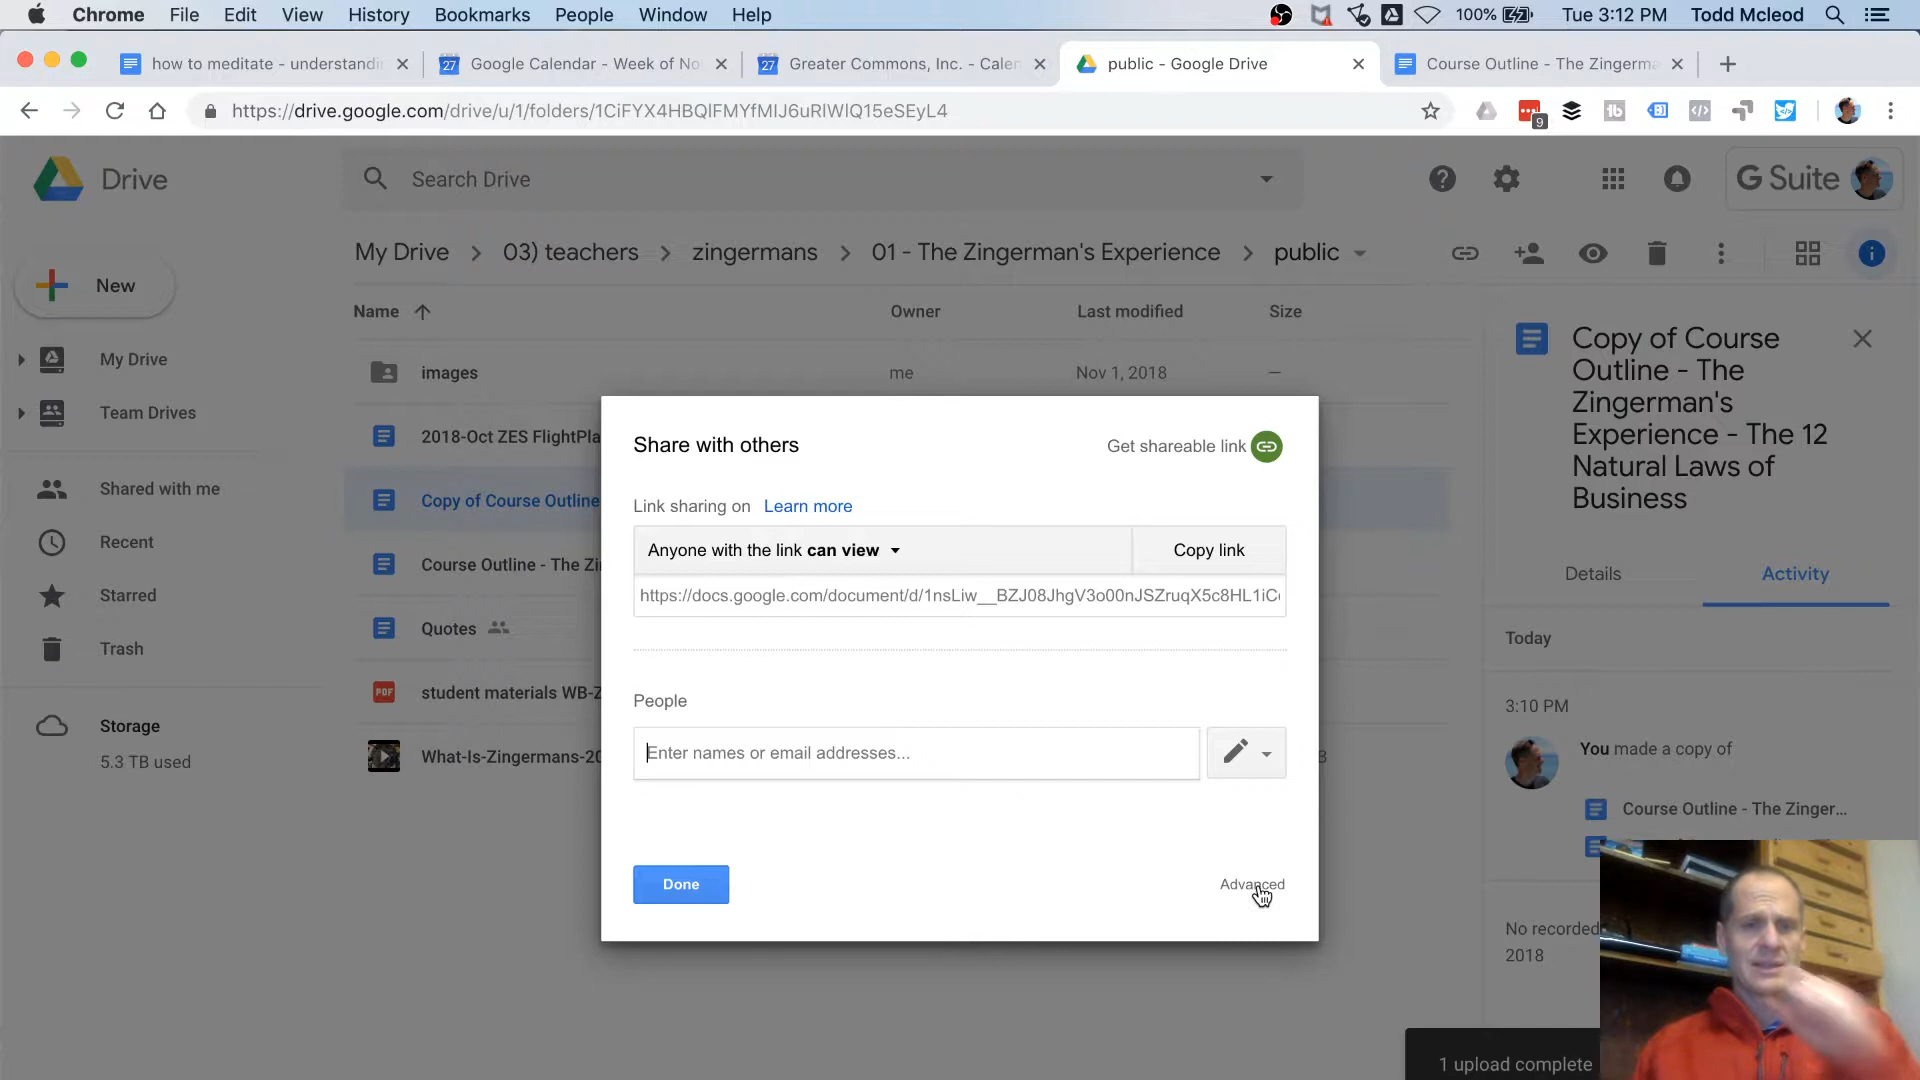 Chrome File Edit View History Bookmarks People Window Help
100% Tue 3:12 PM Todd Mcleod
how to meditate - understandi
27 Google Calendar - Week of No
27 Greater Commons, Inc. - Calen
public - Google Drive
Course Outline - The Zingerma
https://drive.google.com/drive/u/1/folders/1CiFYX4HBQlFMYfMIJ6uRlWlQ15eSEyL4
9
Drive
Search Drive
G Suite
My Drive 03) teachers zingermans 01 - The Zingerman's Experience public
New
Name Owner Last modified Size
My Drive
Team Drives
Shared with me
Recent
Starred
Trash
Storage
5.3 TB used
images me Nov 1, 2018 —
2018-Oct ZES FlightPla
Copy of Course Outline
Course Outline - The Zi
Quotes
PDF student materials WB-Z
What-Is-Zingermans-20
Share with others
Get shareable link
Link sharing on Learn more
Anyone with the link can view
Copy link
https://docs.google.com/document/d/1nsLiw__BZJ08JhgV3o00nJSZruqX5c8HL1iC
People
Enter names or email addresses...
Done
Advanced
Copy of Course
Outline - The
Zingerman's
Experience - The 12
Natural Laws of
Business
Details Activity
Today
3:10 PM
You made a copy of
Course Outline - The Zinger...
No recorded
2018
1 upload complete